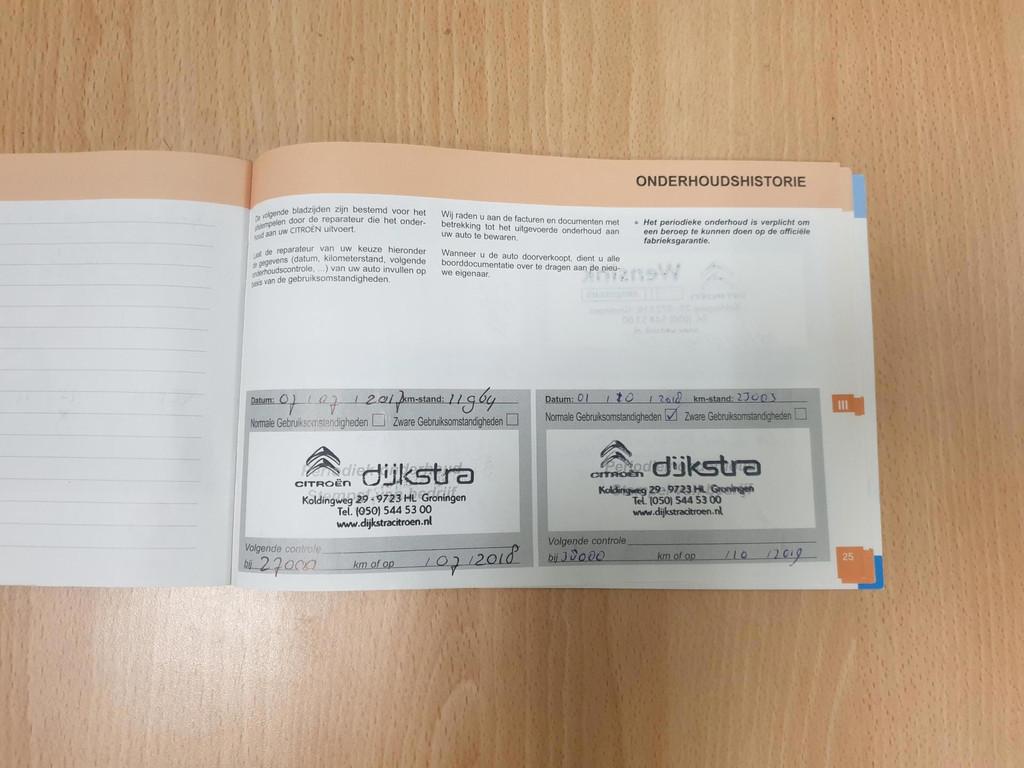 ONDERHOUDSHISTORIE
De volgende bladzijden zijn bestemd voor het
afstempelen door de reparateur die het onder-
houd aan uw CITROËN uitvoert.
Laat de reparateur van uw keuze hieronder
de gegevens (datum, kilometerstand, volgende
onderhoudscontrole, ...) van uw auto invullen op
basis van de gebruiksomstandigheden.
Wij raden u aan de facturen en documenten met
betrekking tot het uitgevoerde onderhoud aan
uw auto te bewaren.
Wanneer u de auto doorverkoopt, dient u alle
boorddocumentatie over te dragen aan de nieu-
we eigenaar.
Het periodieke onderhoud is verplicht om
een beroep te kunnen doen op de officiële
fabrieksgarantie.
Datum: 07 / 07 / 2017 km-stand: 11964
Normale Gebruiksomstandigheden Zware Gebruiksomstandigheden
Periodiek onderhoud
Stempel van bedrijf
CITROËN dijkstra
Koldingweg 29 - 9723 HL Groningen
Tel. (050) 544 53 00
www.dijkstracitroen.nl
Volgende controle
bij 27000 km of op / 07 / 2018
Datum: 01 / 10 / 2018 km-stand: 23003
Normale Gebruiksomstandigheden Zware Gebruiksomstandigheden
CITROËN dijkstra
Koldingweg 29 - 9723 HL Groningen
Tel. (050) 544 53 00
www.dijkstracitroen.nl
Volgende controle
bij 38000 km of op / 10 / 2019
III
25